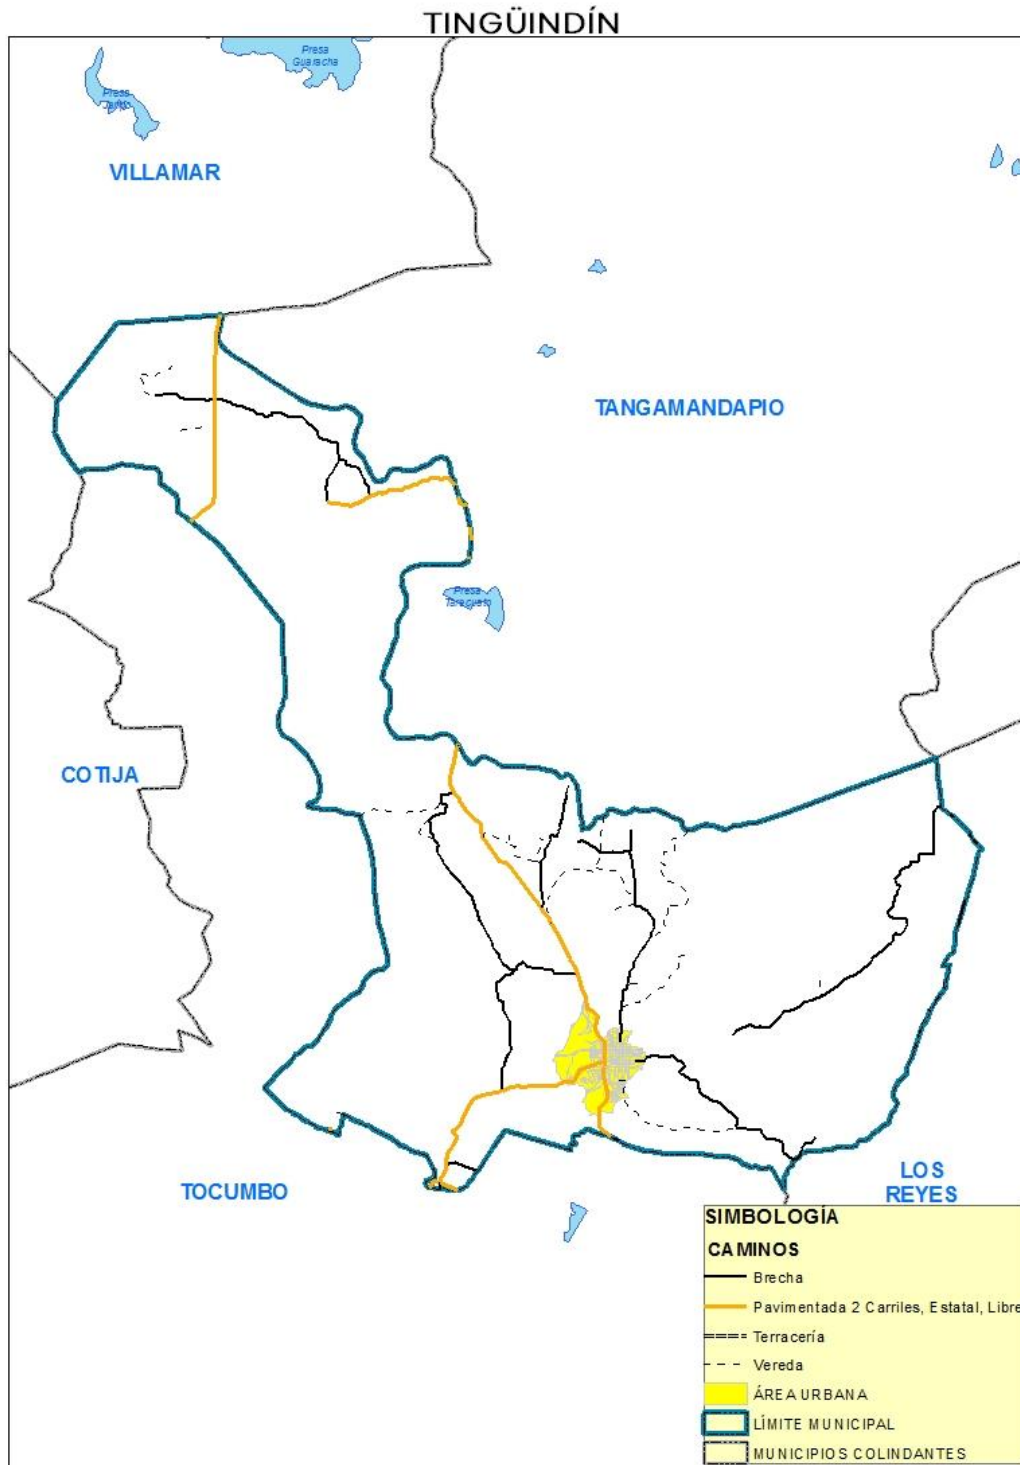 TINGÜINDÍN
Presa
Guaracha
Presa
VILLAMAR
TANGAMANDAPIO
Presa
COTIJA
TOCUMBO
LOS
REYES
SIMBOLOGÍA
CAMINOS
Brecha
Pavimentada 2 Carriles, Estatal, Libre
Terracería
Vereda
ÁREA URBANA
LÍMITE MUNICIPAL
MUNICIPIOS COLINDANTES